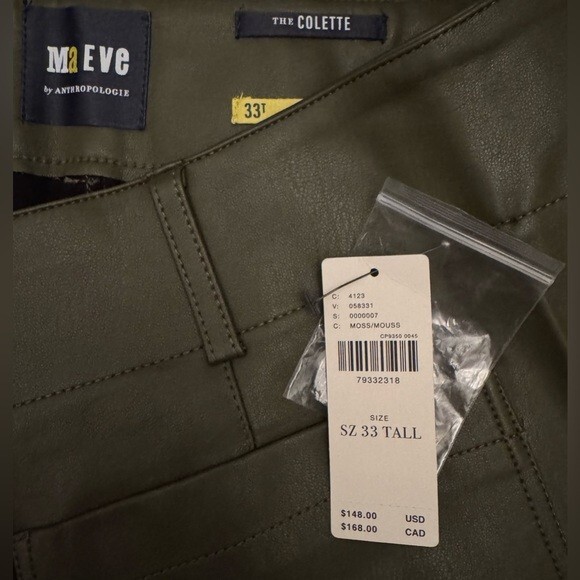 MaEVe
by ANTHROPOLOGIE
THE COLETTE
33T
C: 4123
V: 058331
S: 0000007
C: MOSS/MOUSS
CP9350 0045
79332318
SIZE
SZ 33 TALL
$148.00 USD
$168.00 CAD